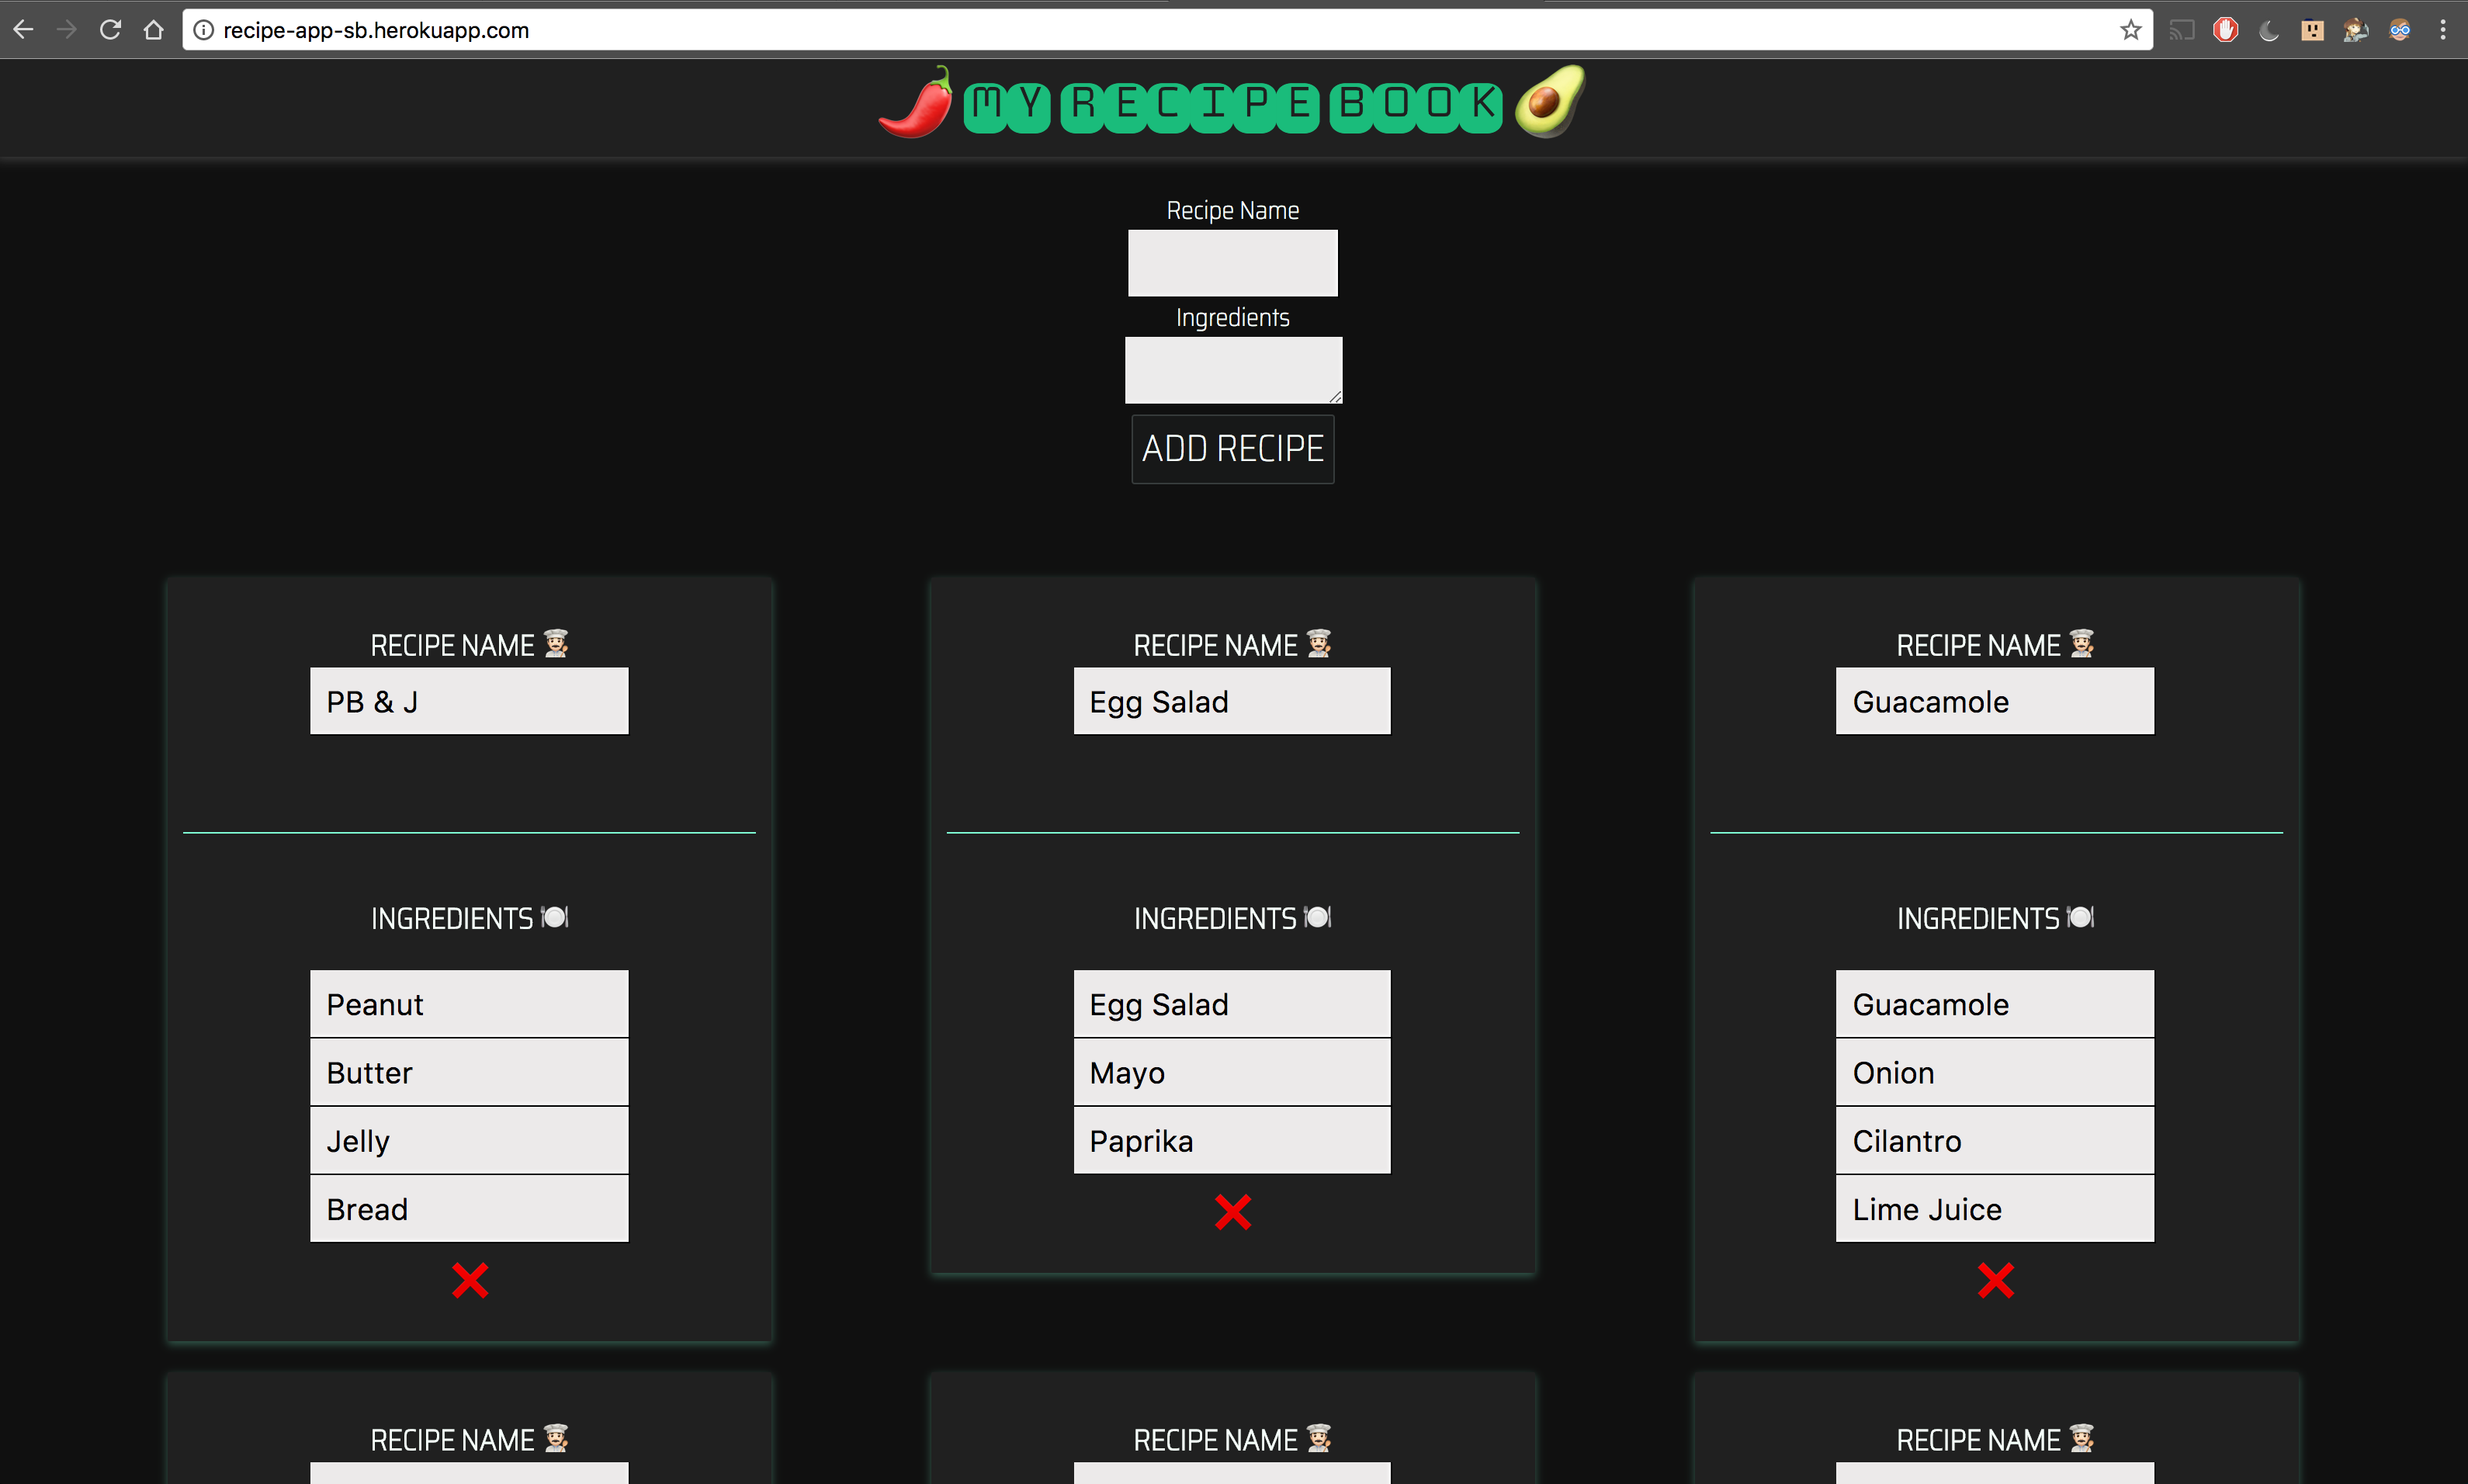 recipe-app-sb.herokuapp.com
MY RECIPE BOOK
Recipe Name
Ingredients
ADD RECIPE
RECIPE NAME
PB & J
INGREDIENTS
Peanut
Butter
Jelly
Bread
RECIPE NAME
Egg Salad
INGREDIENTS
Egg Salad
Mayo
Paprika
RECIPE NAME
Guacamole
INGREDIENTS
Guacamole
Onion
Cilantro
Lime Juice
RECIPE NAME
RECIPE NAME
RECIPE NAME